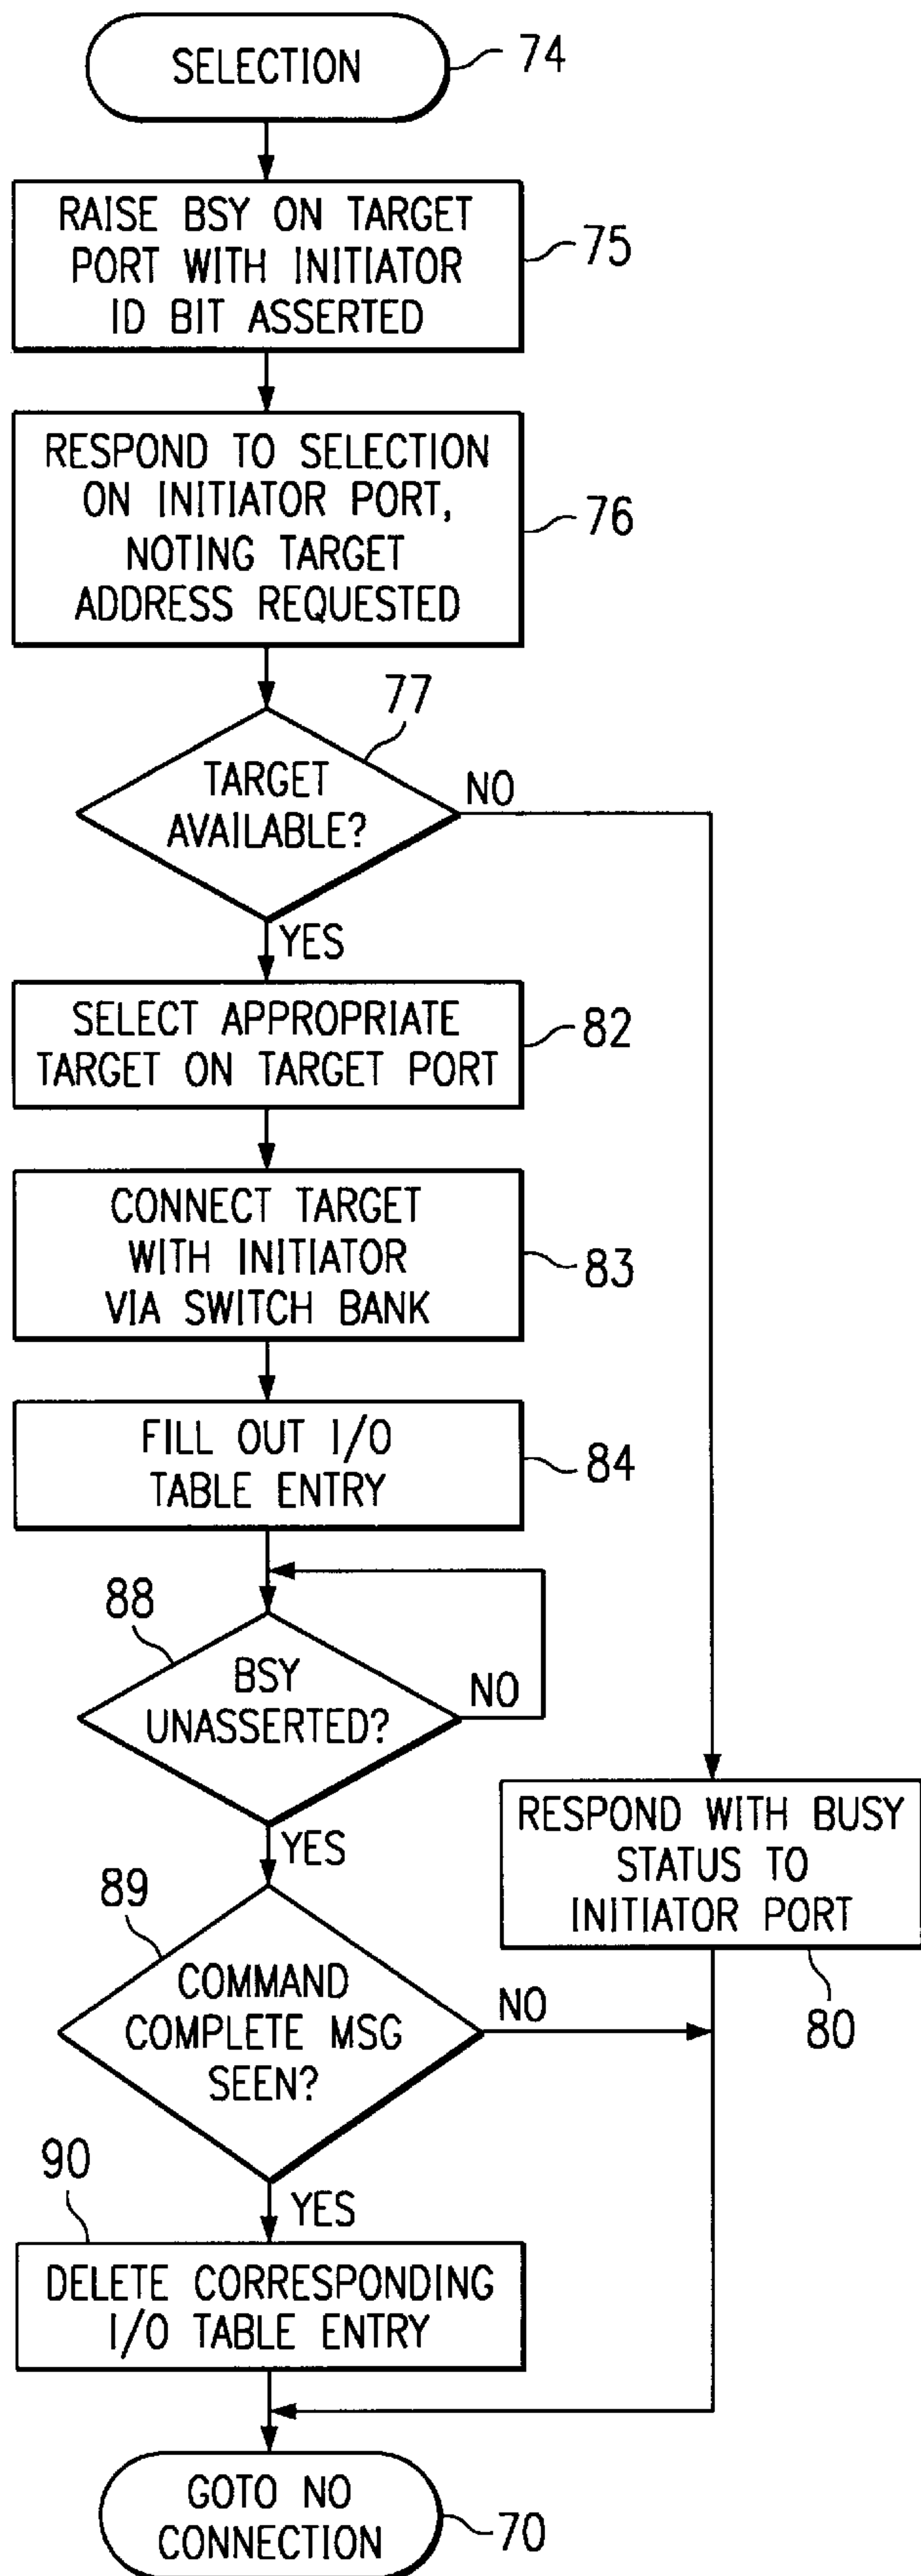 SELECTION
74
RAISE BSY ON TARGET
PORT WITH INITIATOR
ID BIT ASSERTED
75
RESPOND TO SELECTION
ON INITIATOR PORT,
NOTING TARGET
ADDRESS REQUESTED
76
77
TARGET
AVAILABLE?
NO
YES
SELECT APPROPRIATE
TARGET ON TARGET PORT
82
CONNECT TARGET
WITH INITIATOR
VIA SWITCH BANK
83
FILL OUT I/O
TABLE ENTRY
84
88
BSY
UNASSERTED?
NO
YES
RESPOND WITH BUSY
STATUS TO
INITIATOR PORT
80
89
COMMAND
COMPLETE MSG
SEEN?
NO
YES
90
DELETE CORRESPONDING
I/O TABLE ENTRY
GOTO NO
CONNECTION
70